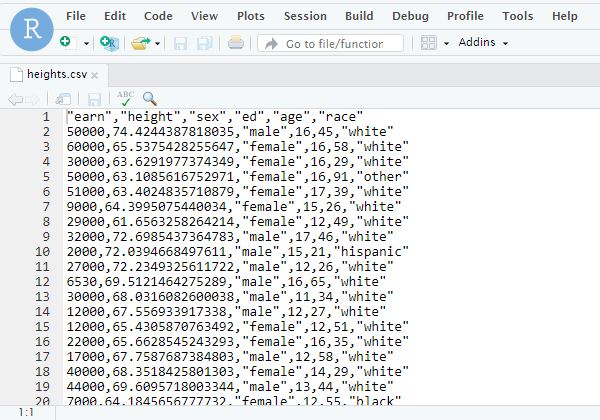 R File Edit Code View Plots Session Build Debug Profile Tools Help
Go to file/function Addins
heights.csv
ABC
1 "earn","height","sex","ed","age","race"
2 50000,74.4244387818035,"male",16,45,"white"
3 60000,65.5375428255647,"female",16,58,"white"
4 30000,63.6291977374349,"female",16,29,"white"
5 50000,63.1085616752971,"female",16,91,"other"
6 51000,63.4024835710879,"female",17,39,"white"
7 9000,64.3995075440034,"female",15,26,"white"
8 29000,61.6563258264214,"female",12,49,"white"
9 32000,72.6985437364783,"male",17,46,"white"
10 2000,72.0394668497611,"male",15,21,"hispanic"
11 27000,72.2349325611722,"male",12,26,"white"
12 6530,69.5121464275289,"male",16,65,"white"
13 30000,68.0316082600038,"male",11,34,"white"
14 12000,67.556933917338,"male",12,27,"white"
15 12000,65.4305870763492,"female",12,51,"white"
16 22000,65.6628545243293,"female",16,35,"white"
17 17000,67.7587687384803,"male",12,58,"white"
18 40000,68.3518425801303,"female",14,29,"white"
19 44000,69.6095718003344,"male",13,44,"white"
20 7000,64.1845656777732,"female",12,55,"black"
1:1